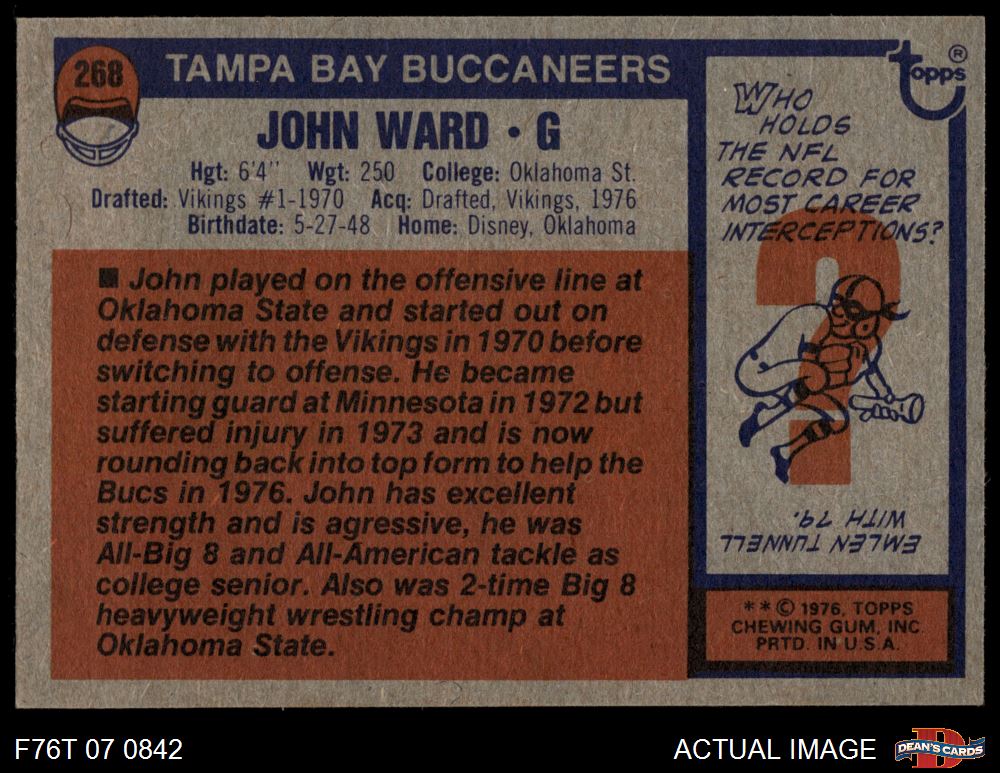 268
TAMPA BAY BUCCANEERS
JOHN WARD • G
Hgt: 6'4" Wgt: 250 College: Oklahoma St.
Drafted: Vikings #1-1970 Acq: Drafted, Vikings, 1976
Birthdate: 5-27-48 Home: Disney, Oklahoma
■ John played on the offensive line at
Oklahoma State and started out on
defense with the Vikings in 1970 before
switching to offense. He became
starting guard at Minnesota in 1972 but
suffered injury in 1973 and is now
rounding back into top form to help the
Bucs in 1976. John has excellent
strength and is agressive, he was
All-Big 8 and All-American tackle as
college senior. Also was 2-time Big 8
heavyweight wrestling champ at
Oklahoma State.
topps®
WHO
HOLDS
THE NFL
RECORD FOR
MOST CAREER
INTERCEPTIONS?
?
EMLEN TUNNELL
WITH 79.
**© 1976, TOPPS
CHEWING GUM, INC.
PRTD. IN U.S.A.
F76T 07 0842
ACTUAL IMAGE
D
DEAN'S CARDS